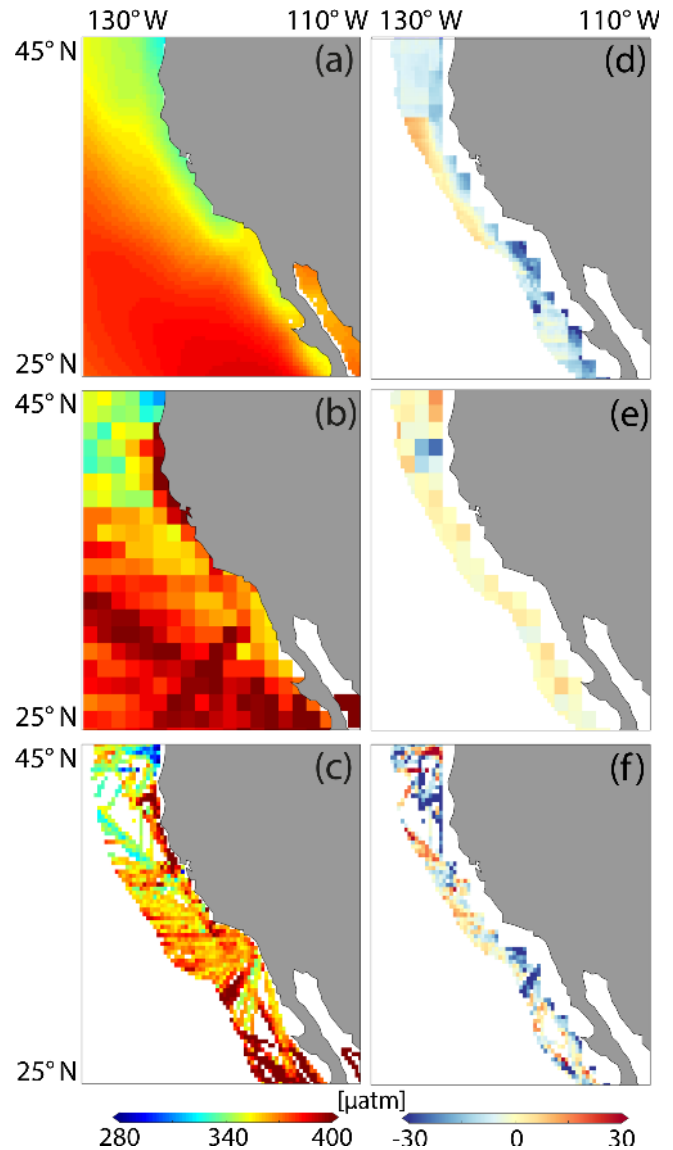 130° W 110° W 130° W 110° W
45° N (a) (d)
25° N
45° N (b) (e)
25° N
45° N (c) (f)
25° N
[µatm]
280 340 400 -30 0 30